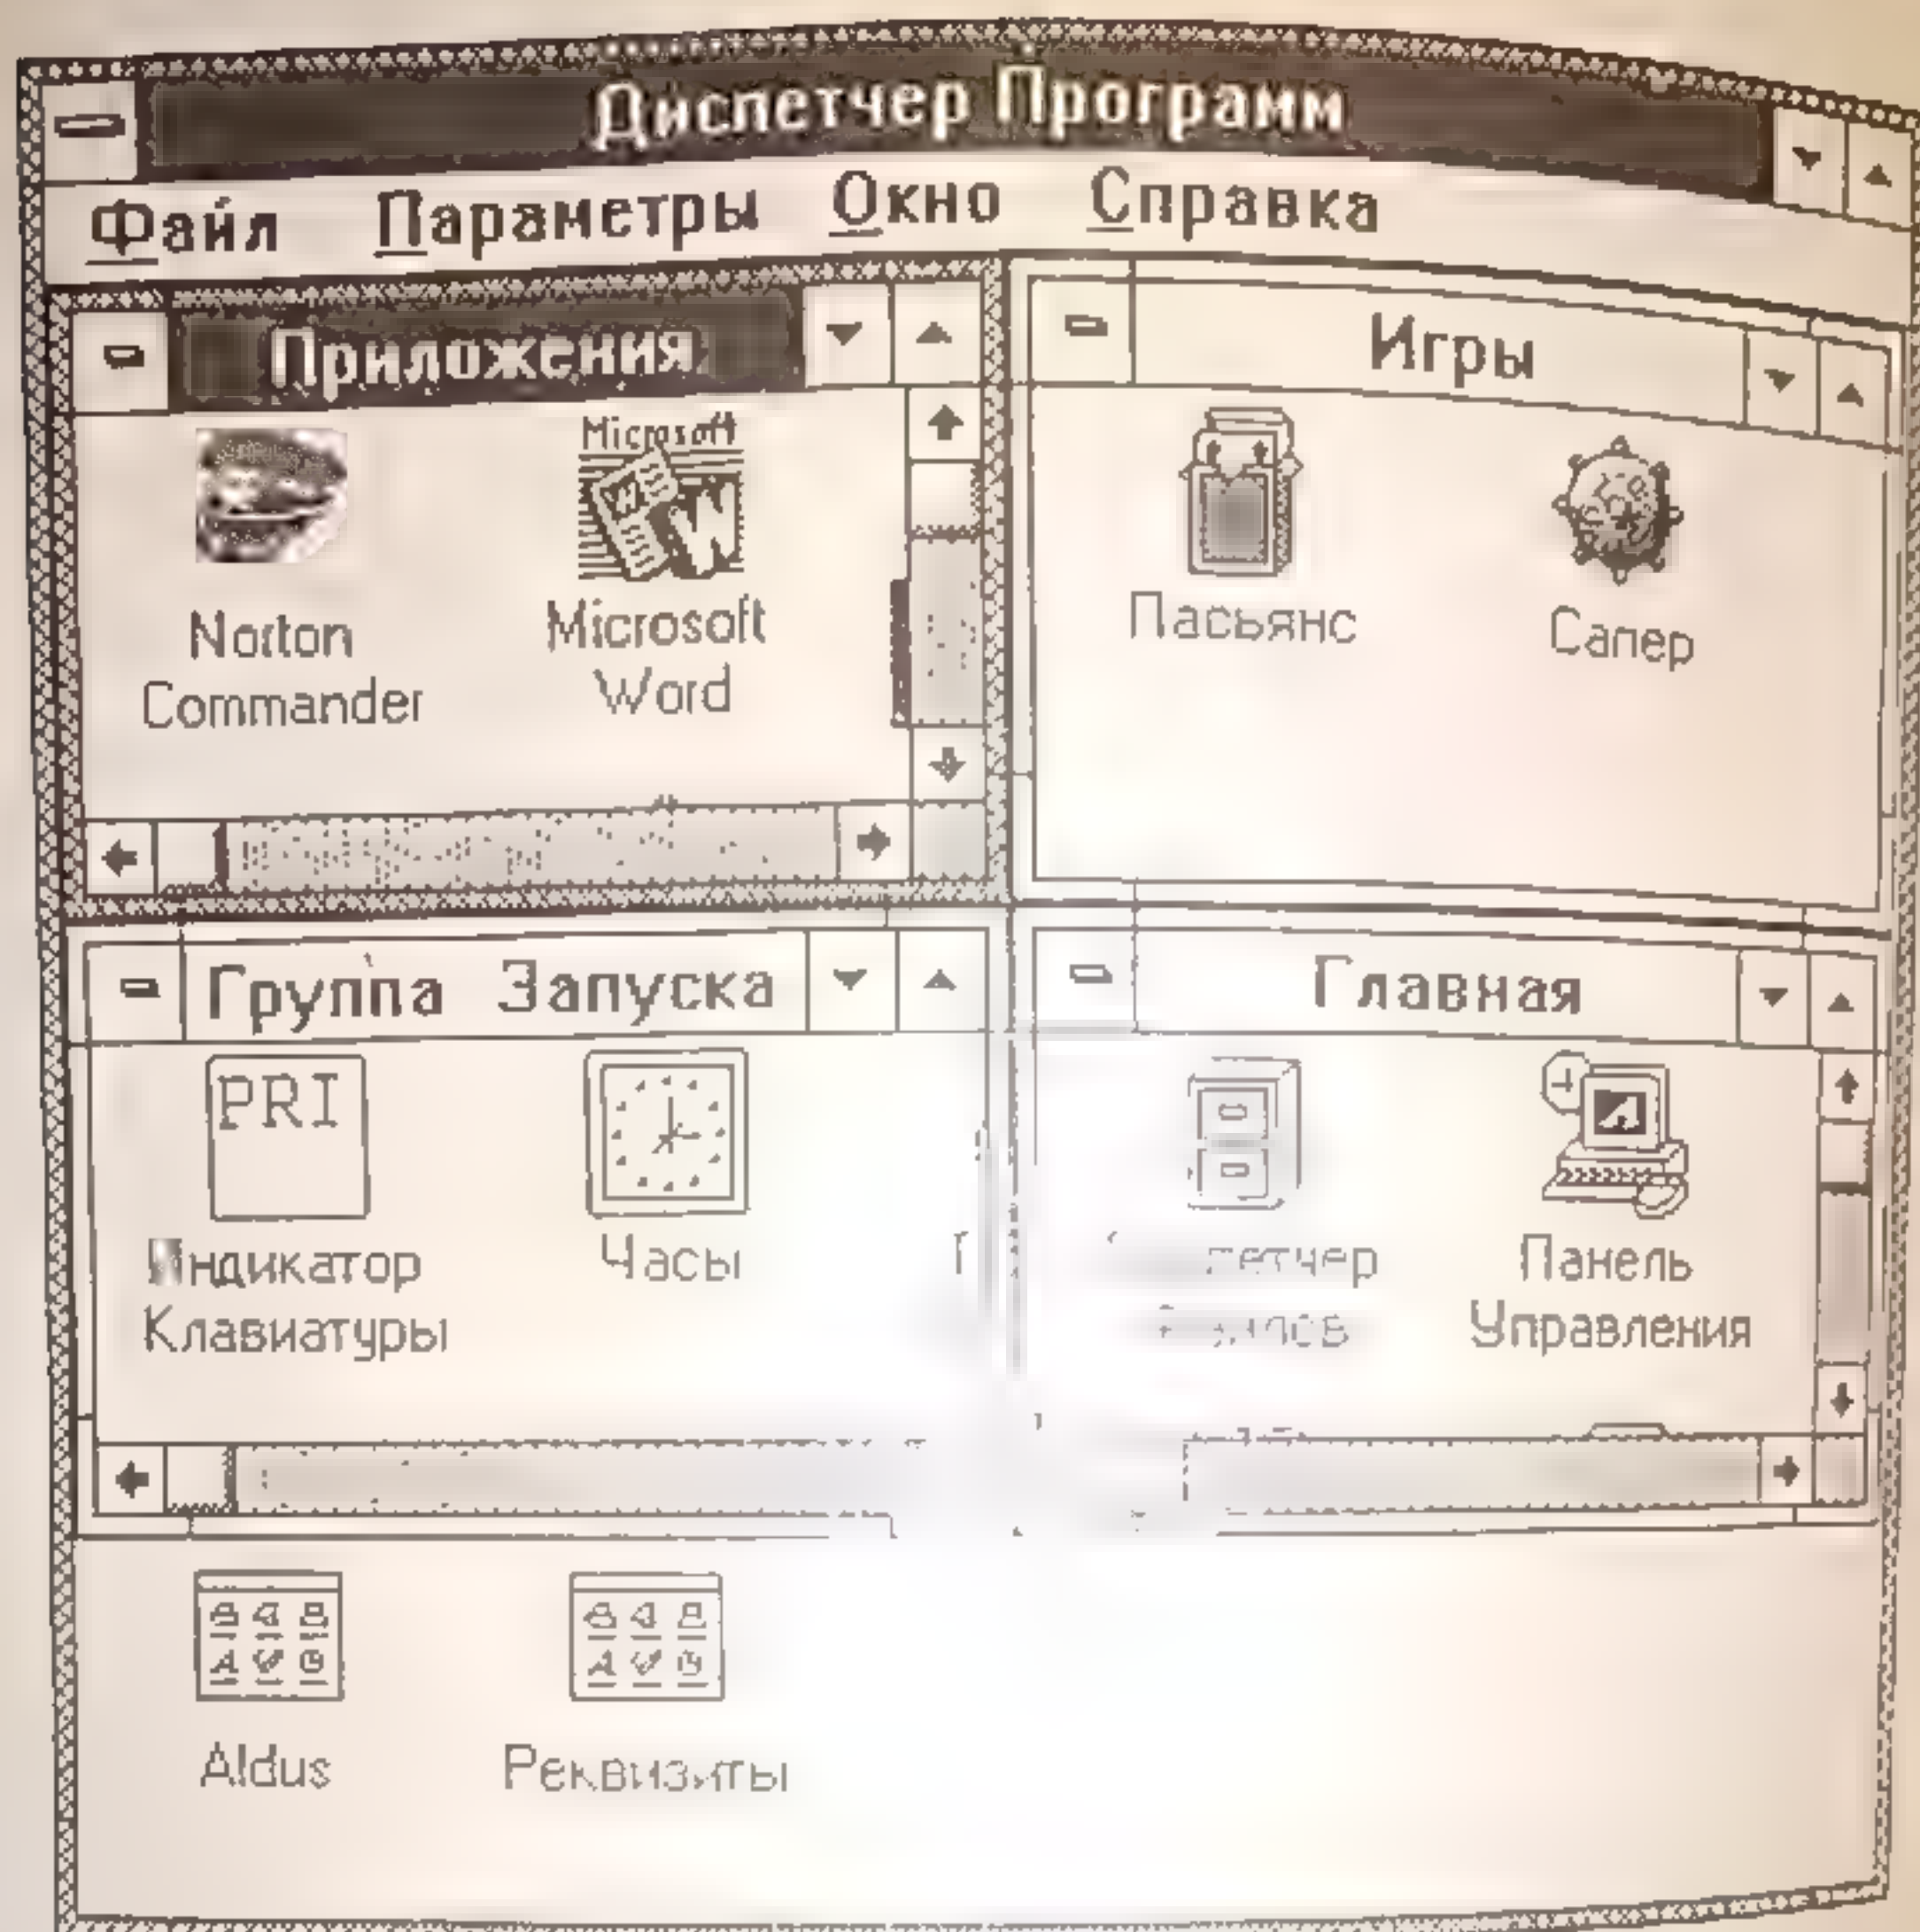 Диспетчер Программ
Файл Параметры Окно Справка
Приложения
Microsoft
Norton
Commander
Microsoft
Word
Игры
Пасьянс
Сапер
Группа Запуска
PRI
Индикатор
Клавиатуры
Часы
Главная
Панель
Управления
Aldus
Реквизиты